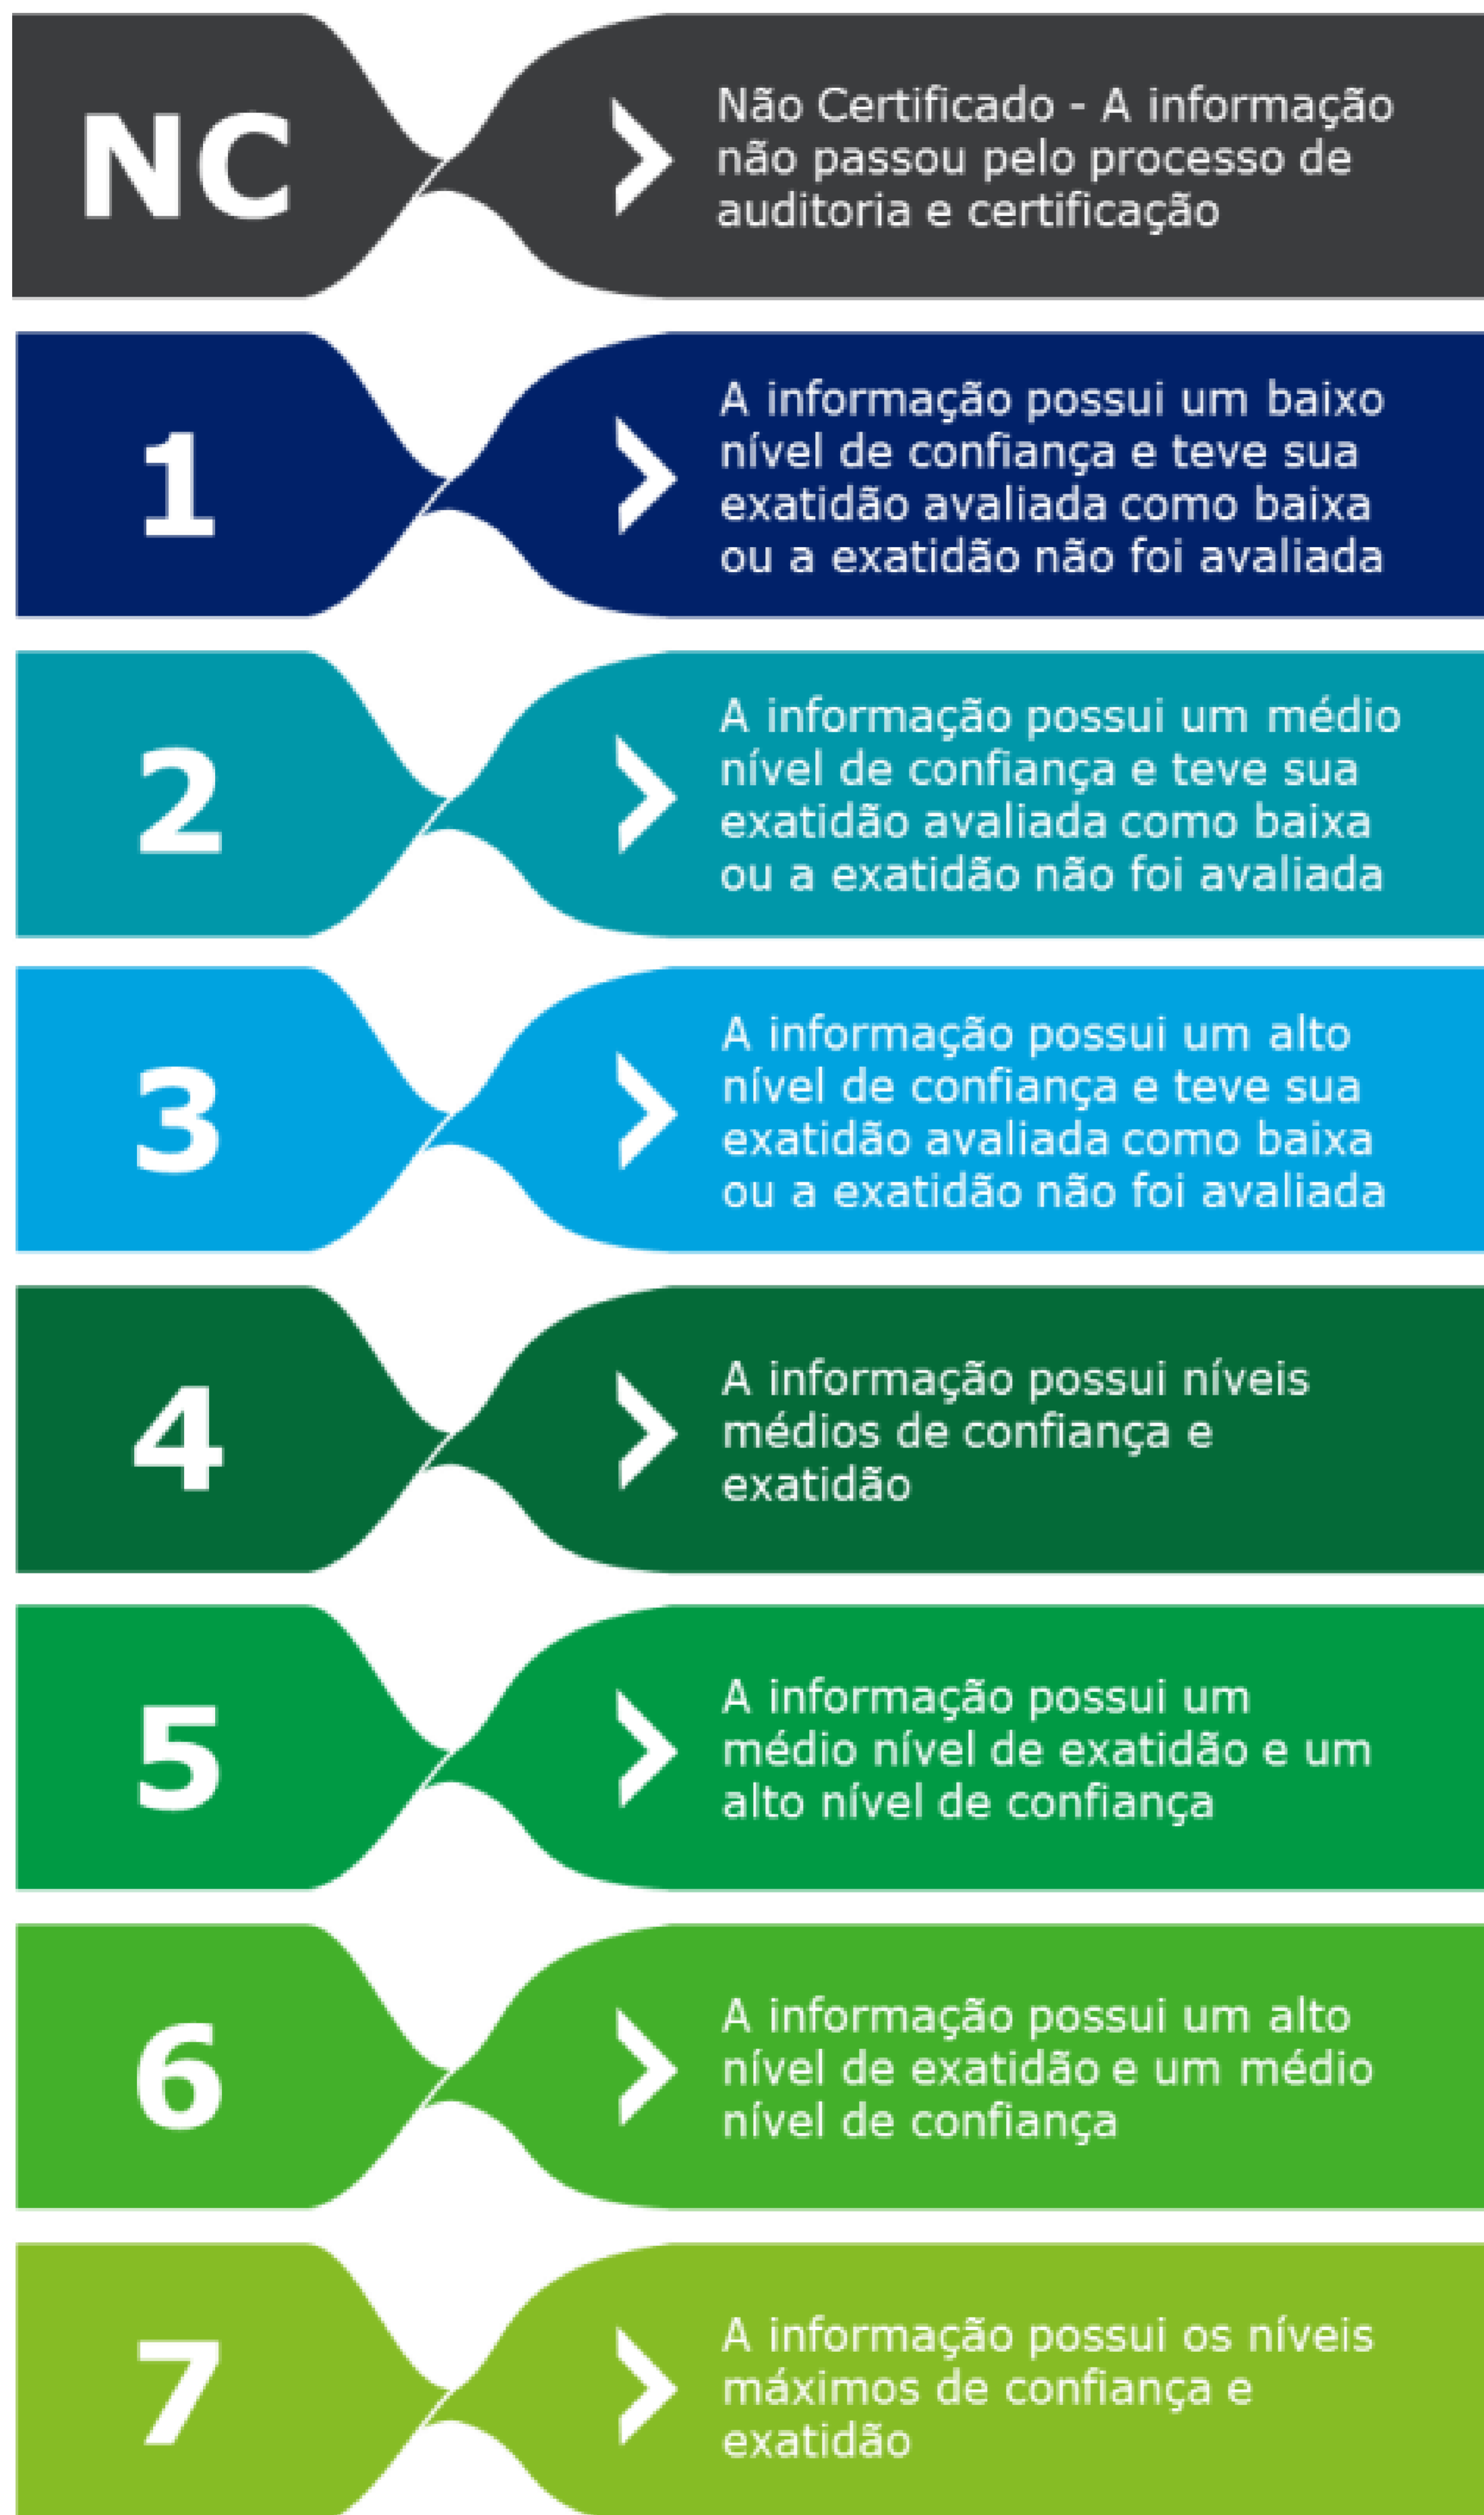 NC
Não Certificado - A informação
não passou pelo processo de
auditoria e certificação
1
A informação possui um baixo
nível de confiança e teve sua
exatidão avaliada como baixa
ou a exatidão não foi avaliada
2
A informação possui um médio
nível de confiança e teve sua
exatidão avaliada como baixa
ou a exatidão não foi avaliada
3
A informação possui um alto
nível de confiança e teve sua
exatidão avaliada como baixa
ou a exatidão não foi avaliada
4
A informação possui níveis
médios de confiança e
exatidão
5
A informação possui um
médio nível de exatidão e um
alto nível de confiança
6
A informação possui um alto
nível de exatidão e um médio
nível de confiança
7
A informação possui os níveis
máximos de confiança e
exatidão